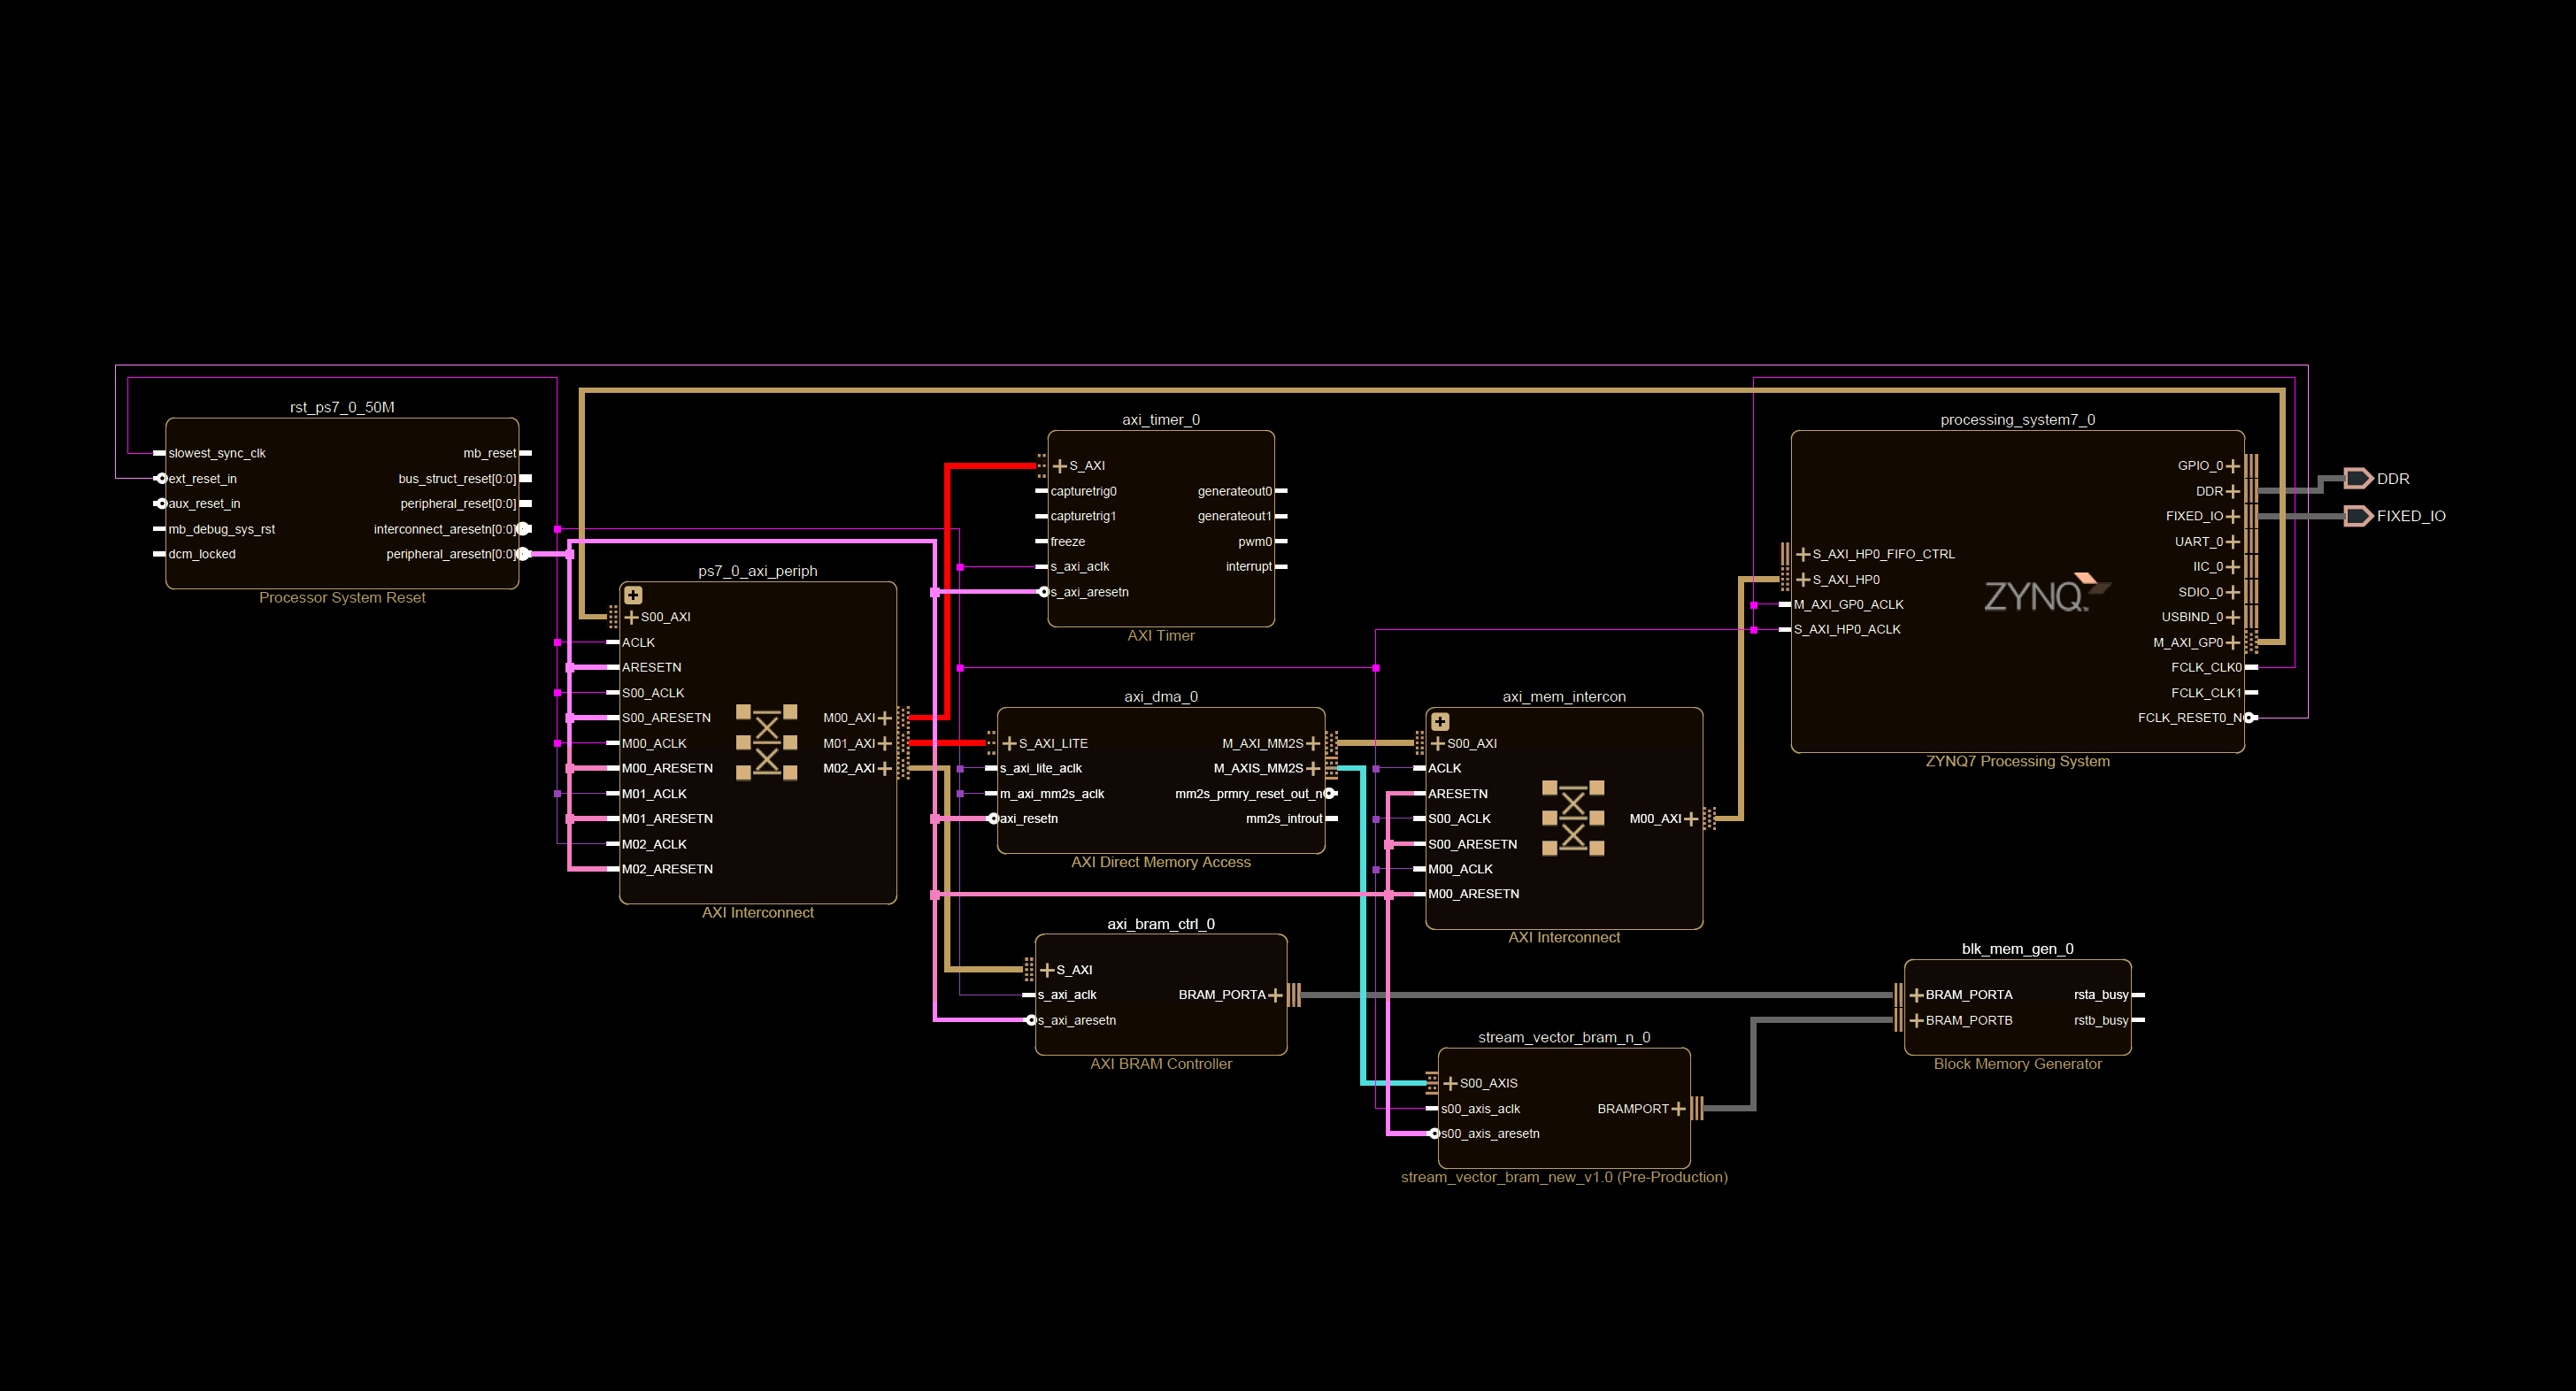 rst_ps7_0_50M
slowest_sync_clk
ext_reset_in
aux_reset_in
mb_debug_sys_rst
dcm_locked
mb_reset
bus_struct_reset[0:0]
peripheral_reset[0:0]
interconnect_aresetn[0:0]
peripheral_aresetn[0:0]
Processor System Reset
ps7_0_axi_periph
S00_AXI
ACLK
ARESETN
S00_ACLK
S00_ARESETN
M00_ACLK
M00_ARESETN
M01_ACLK
M01_ARESETN
M02_ACLK
M02_ARESETN
M00_AXI
M01_AXI
M02_AXI
AXI Interconnect
axi_timer_0
S_AXI
capturetrig0
capturetrig1
freeze
s_axi_aclk
s_axi_aresetn
generateout0
generateout1
pwm0
interrupt
AXI Timer
axi_dma_0
S_AXI_LITE
s_axi_lite_aclk
m_axi_mm2s_aclk
axi_resetn
M_AXI_MM2S
M_AXIS_MM2S
mm2s_prmry_reset_out_n
mm2s_introut
AXI Direct Memory Access
axi_bram_ctrl_0
S_AXI
s_axi_aclk
s_axi_aresetn
BRAM_PORTA
AXI BRAM Controller
axi_mem_intercon
S00_AXI
ACLK
ARESETN
S00_ACLK
S00_ARESETN
M00_ACLK
M00_ARESETN
M00_AXI
AXI Interconnect
stream_vector_bram_n_0
S00_AXIS
s00_axis_aclk
s00_axis_aresetn
BRAMPORT
stream_vector_bram_new_v1.0 (Pre-Production)
processing_system7_0
S_AXI_HP0_FIFO_CTRL
S_AXI_HP0
M_AXI_GP0_ACLK
S_AXI_HP0_ACLK
ZYNQ
GPIO_0
DDR
FIXED_IO
UART_0
IIC_0
SDIO_0
USBIND_0
M_AXI_GP0
FCLK_CLK0
FCLK_CLK1
FCLK_RESET0_N
ZYNQ7 Processing System
DDR
FIXED_IO
blk_mem_gen_0
BRAM_PORTA
BRAM_PORTB
rsta_busy
rstb_busy
Block Memory Generator